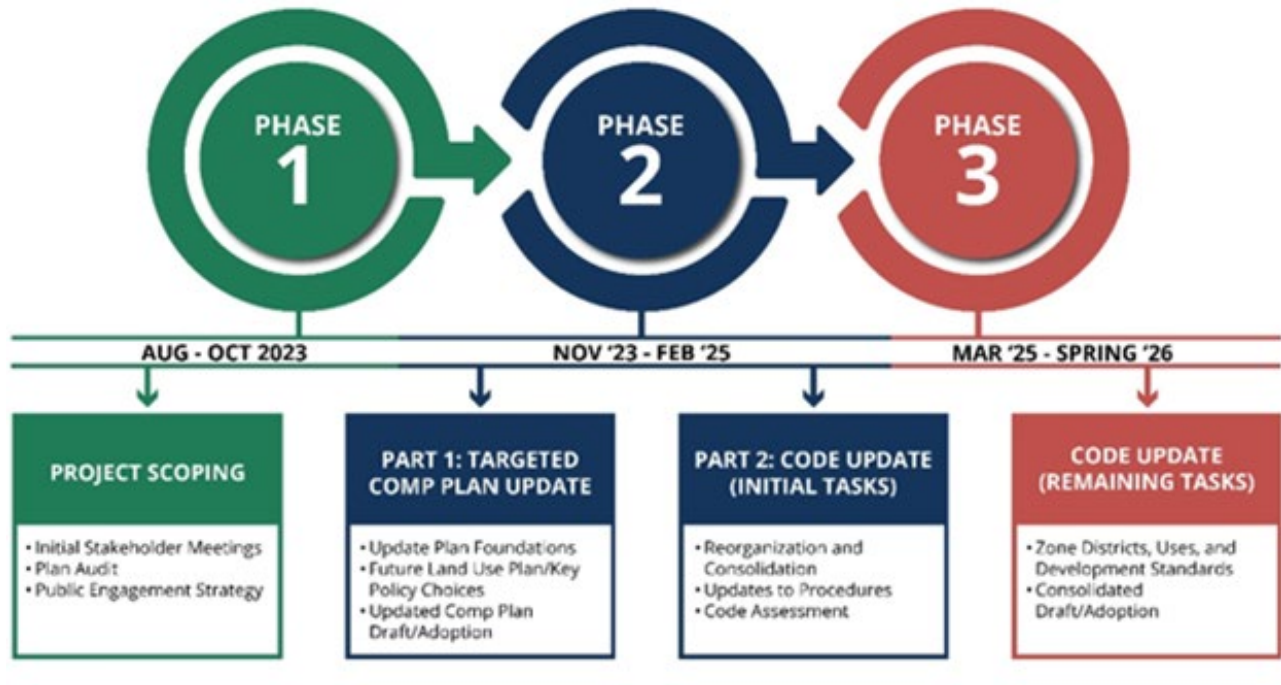 PHASE
1
PHASE
2
PHASE
3
AUG - OCT 2023
NOV ‘23 - FEB ‘25
MAR ‘25 - SPRING ‘26
PROJECT SCOPING
• Initial Stakeholder Meetings
• Plan Audit
• Public Engagement Strategy
PART 1: TARGETED
COMP PLAN UPDATE
• Update Plan Foundations
• Future Land Use Plan/Key
Policy Choices
• Updated Comp Plan
Draft/Adoption
PART 2: CODE UPDATE
(INITIAL TASKS)
• Reorganization and
Consolidation
• Updates to Procedures
• Code Assessment
CODE UPDATE
(REMAINING TASKS)
• Zone Districts, Uses, and
Development Standards
• Consolidated
Draft/Adoption